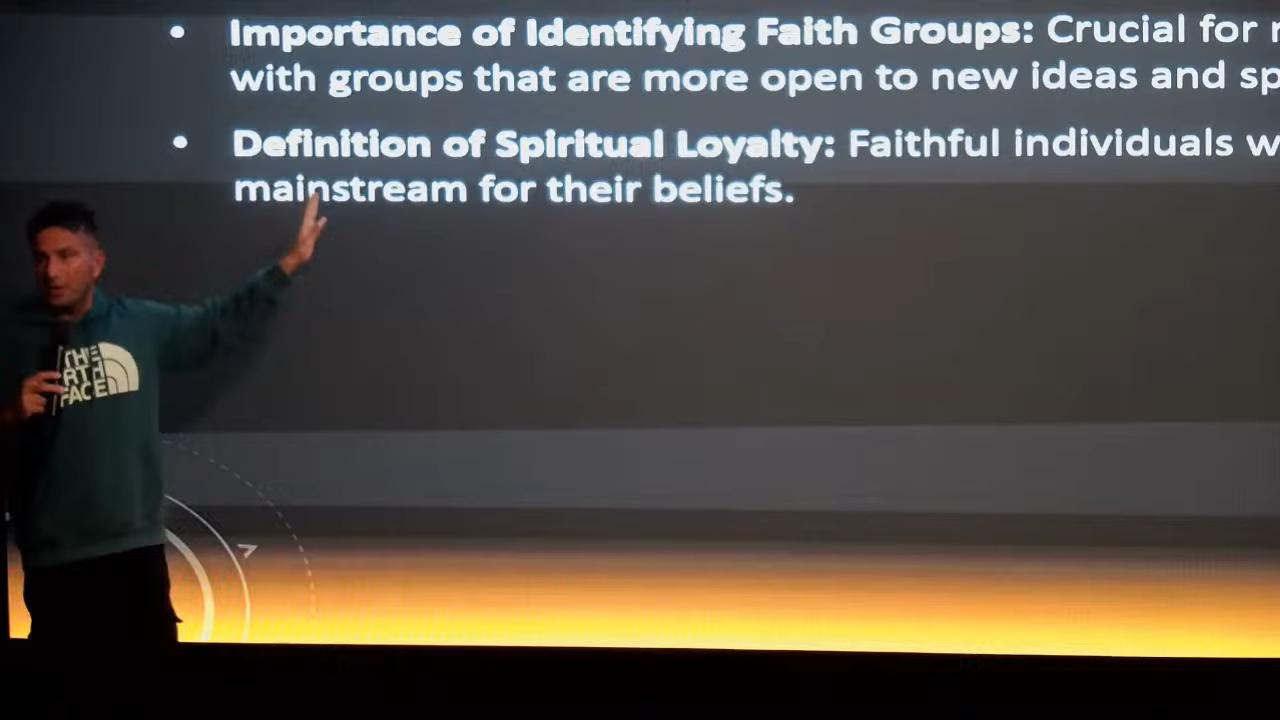 • Importance of Identifying Faith Groups: Crucial for
with groups that are more open to new ideas and
• Definition of Spiritual Loyalty: Faithful individuals
mainstream for their beliefs.
THE
FACE